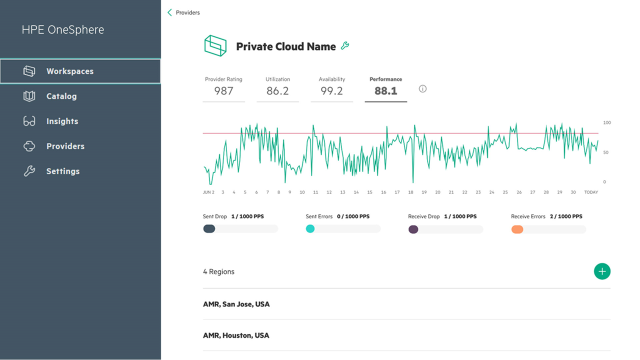 HPE OneSphere
Workspaces
Catalog
Insights
Providers
Settings
Providers
Private Cloud Name
Provider Rating Utilization Availability Performance
987 86.2 99.2 88.1
100
50
0
JUN 2 3 4 5 6 7 8 9 10 11 12 13 14 15 16 17 18 19 20 21 22 23 24 25 26 27 28 29 30 TODAY
Sent Drop 1 / 1000 PPS Sent Errors 0 / 1000 PPS Receive Drop 1 / 1000 PPS Receive Errors 2 / 1000 PPS
4 Regions
AMR, San Jose, USA
AMR, Houston, USA